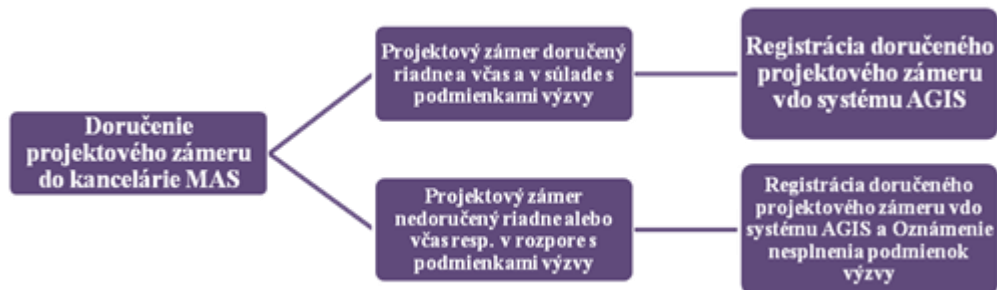 Doručenie
projektového zámeru
do kancelárie MAS
Projektový zámer doručený
riadne a včas a v súlade s
podmienkami výzvy
Registrácia doručeného
projektového zámeru
vdo systému AGIS
Projektový zámer
nedoručený riadne alebo
včas resp. v rozpore s
podmienkami výzvy
Registrácia doručeného
projektového zámeru vdo
systému AGIS a Oznámenie
nesplnenia podmienok
výzvy